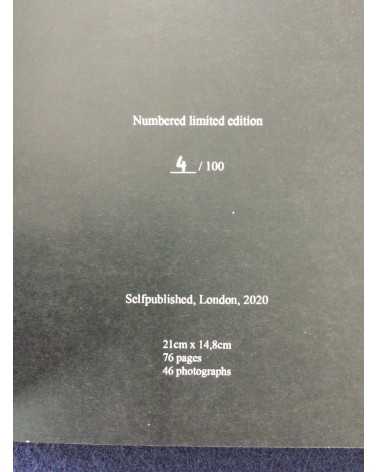 Numbered limited edition
4 / 100
Selfpublished, London, 2020
21cm x 14,8cm
76 pages
46 photographs